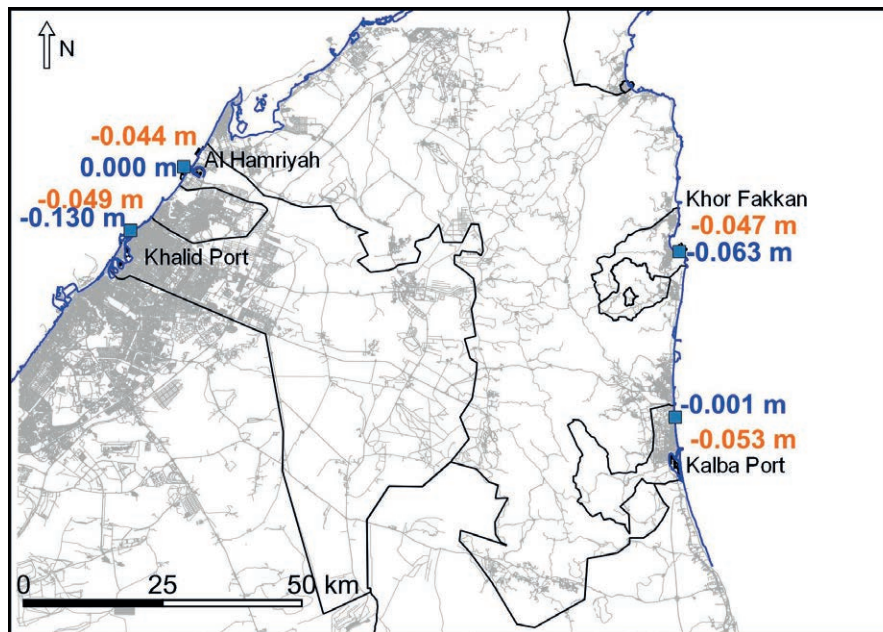 N
-0.044 m
Al Hamriyah
0.000 m
-0.049 m
-0.130 m
Khalid Port
Khor Fakkan
-0.047 m
-0.063 m
-0.001 m
-0.053 m
Kalba Port
0 25 50 km